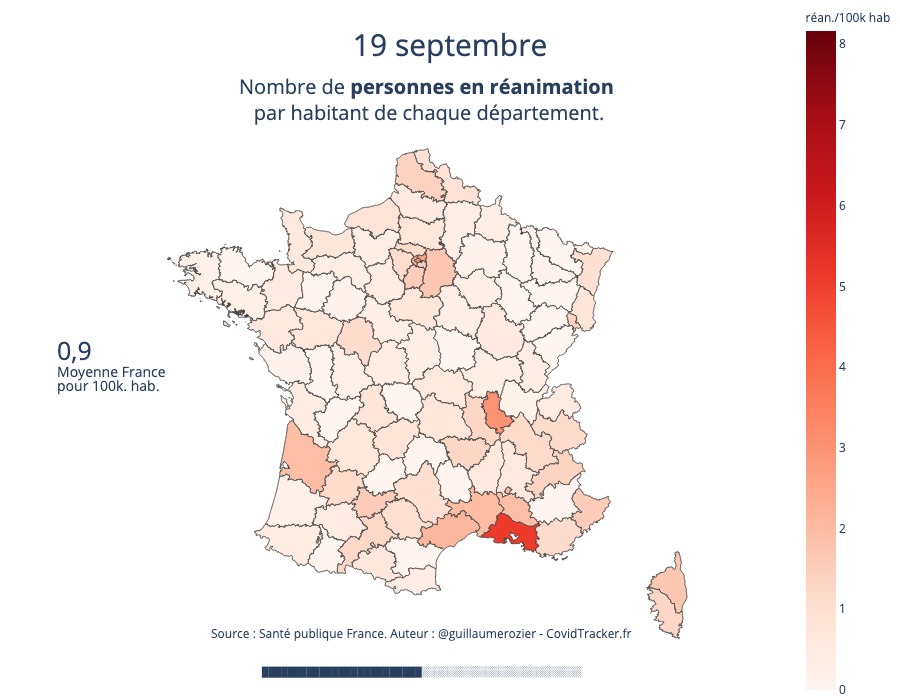 réan./100k hab
19 septembre
Nombre de personnes en réanimation
par habitant de chaque département.
8
7
6
5
4
3
2
1
0
0,9
Moyenne France
pour 100k. hab.
Source : Santé publique France. Auteur : @guillaumerozier - CovidTracker.fr